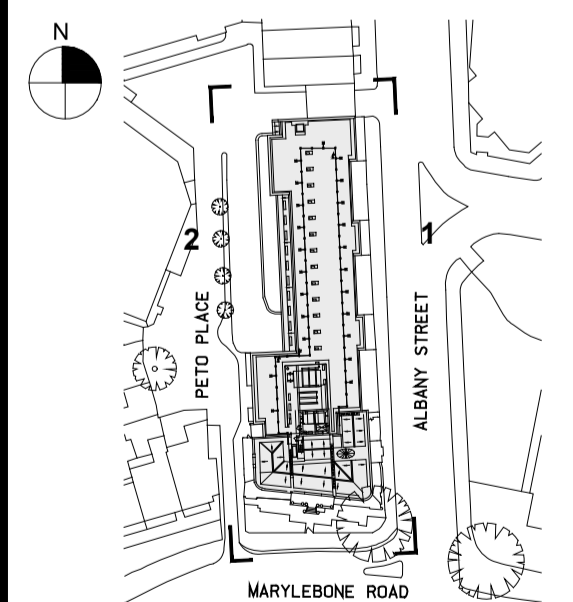 N
1
2
PETO PLACE
ALBANY STREET
MARYLEBONE ROAD